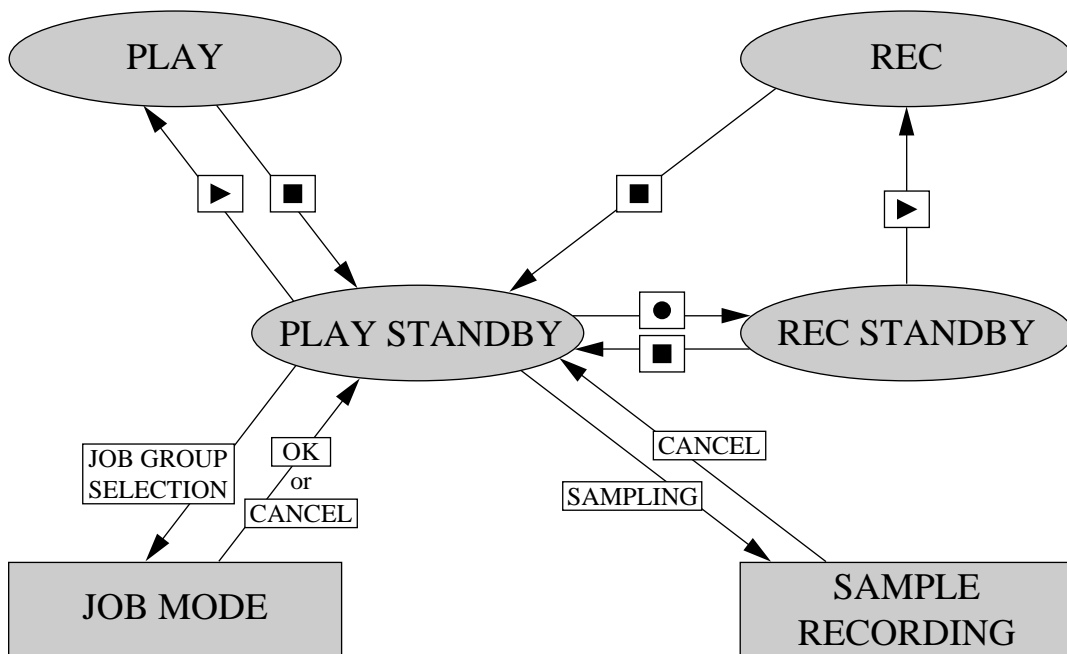 PLAY
REC
PLAY STANDBY
REC STANDBY
JOB GROUP
SELECTION
OK
or
CANCEL
CANCEL
SAMPLING
JOB MODE
SAMPLE
RECORDING